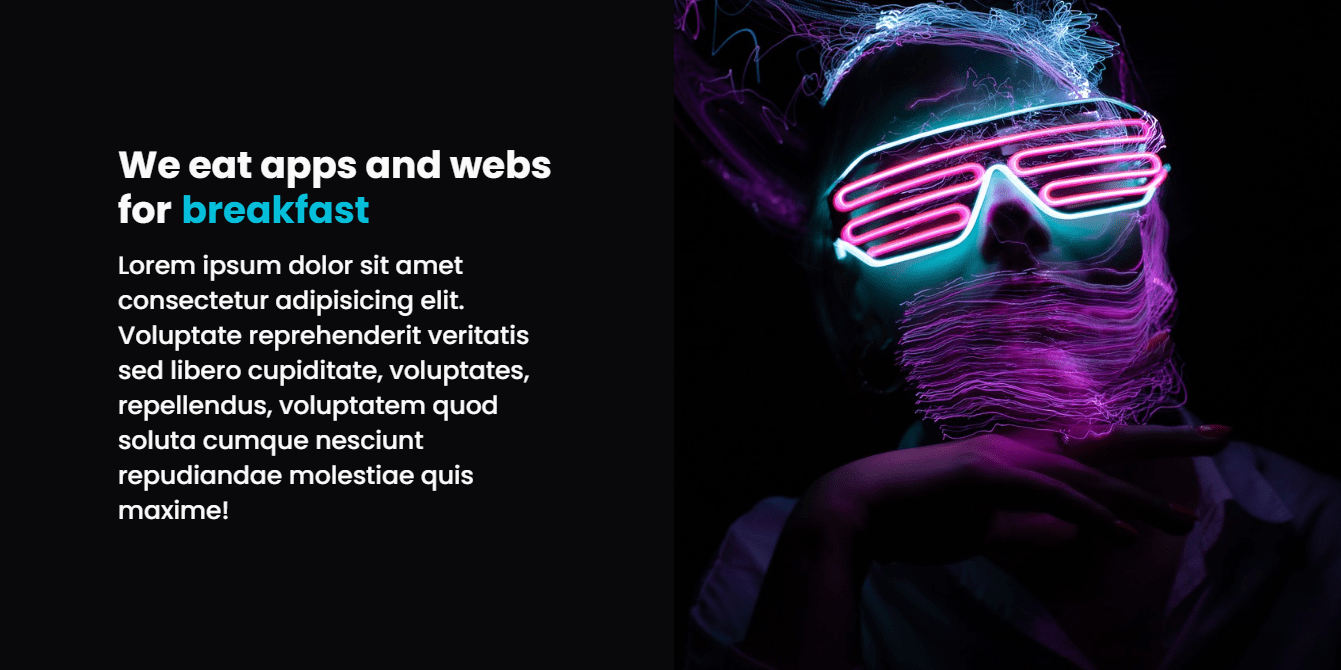 We eat apps and webs
for breakfast
Lorem ipsum dolor sit amet
consectetur adipisicing elit.
Voluptate reprehenderit veritatis
sed libero cupiditate, voluptates,
repellendus, voluptatem quod
soluta cumque nesciunt
repudiandae molestiae quis
maxime!